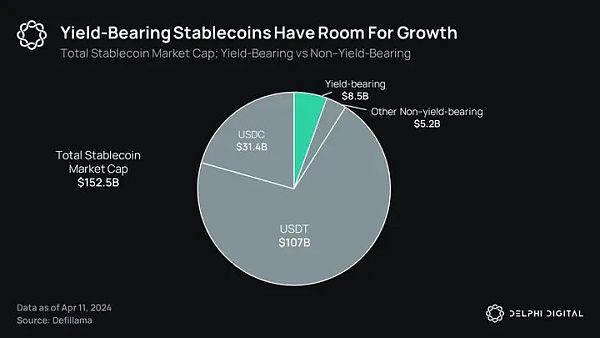 Yield-Bearing Stablecoins Have Room For Growth
Total Stablecoin Market Cap; Yield-Bearing vs Non-Yield-Bearing
Yield-bearing
$8.5B
Other Non-yield-bearing
$5.2B
USDC
$31.4B
Total Stablecoin
Market Cap
$152.5B
USDT
$107B
Data as of Apr 11, 2024
Source: Defillama
DELPHI DIGITAL